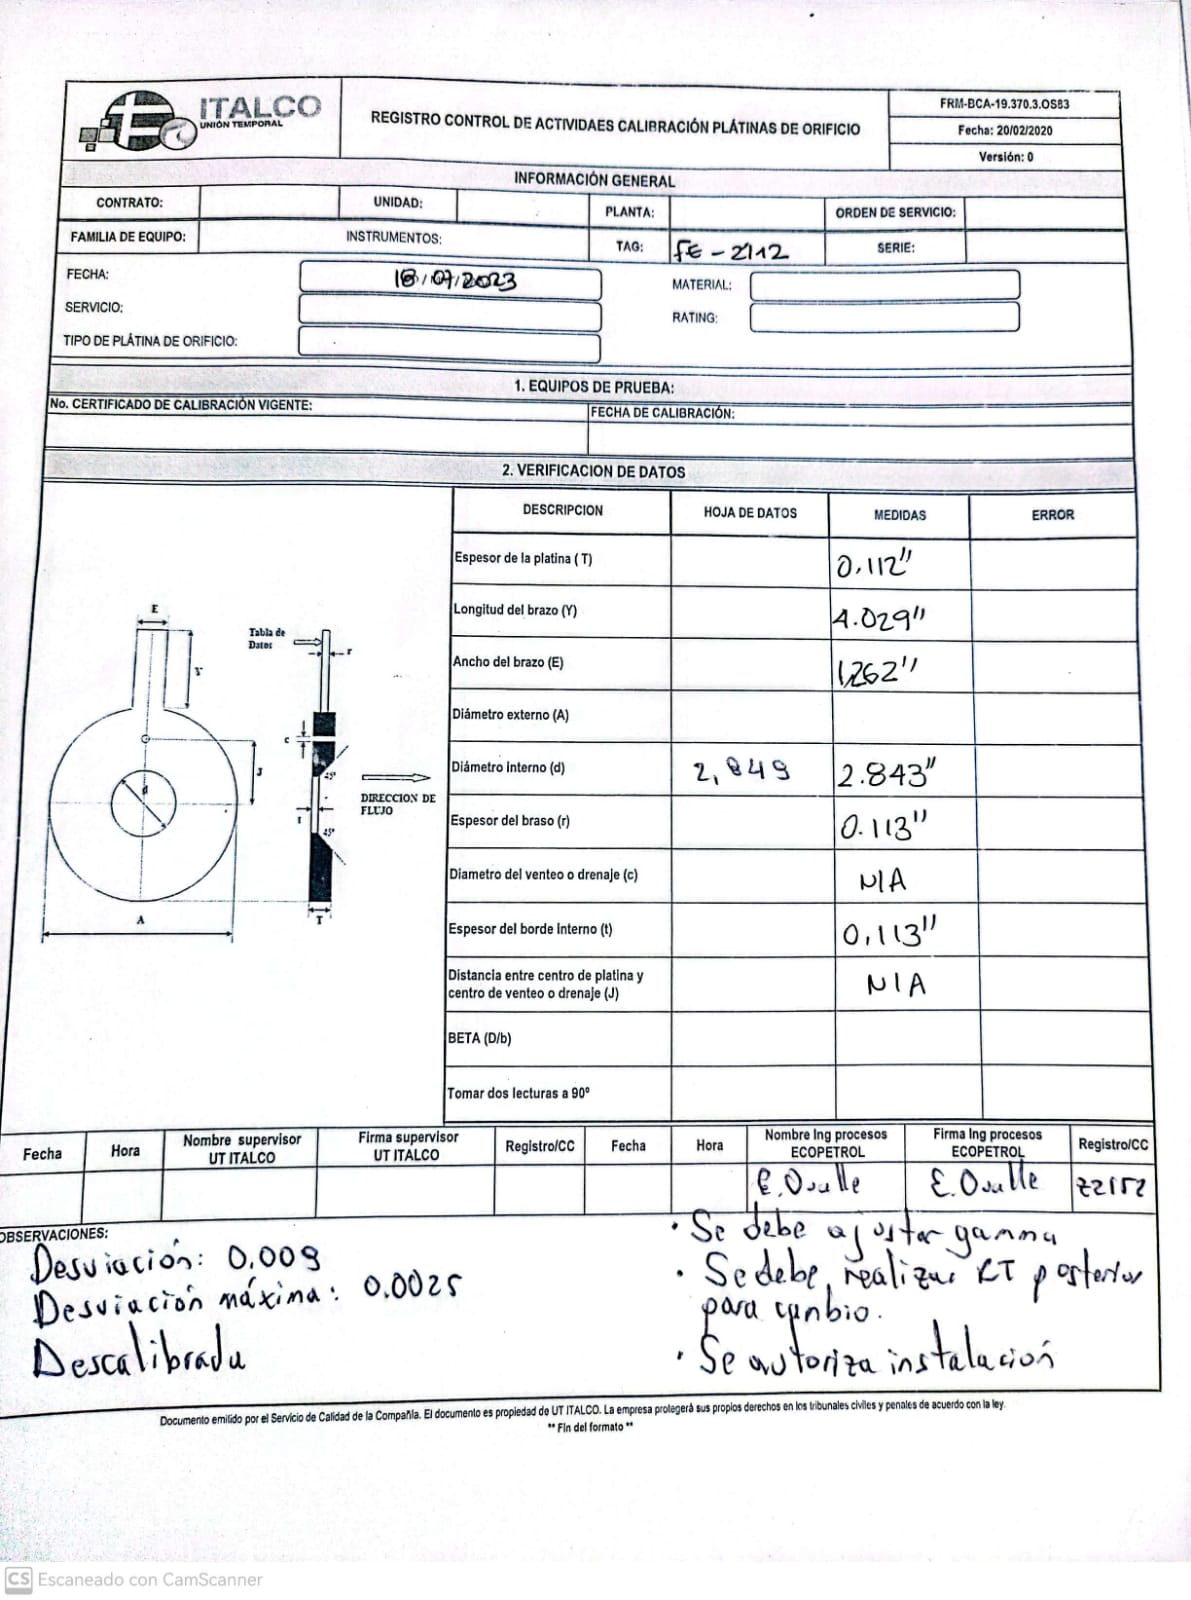 ITALCO
UNIÓN TEMPORAL
REGISTRO CONTROL DE ACTIVIDAES CALIBRACIÓN PLÁTINAS DE ORIFICIO
FRM-BCA-19.370.3.OS83
Fecha: 20/02/2020
Versión: 0
INFORMACIÓN GENERAL
CONTRATO: UNIDAD: PLANTA: ORDEN DE SERVICIO:
FAMILIA DE EQUIPO: INSTRUMENTOS: TAG: FE-2112 SERIE:
FECHA: 18/07/2023 MATERIAL:
SERVICIO: RATING:
TIPO DE PLÁTINA DE ORIFICIO:
1. EQUIPOS DE PRUEBA:
No. CERTIFICADO DE CALIBRACIÓN VIGENTE: FECHA DE CALIBRACIÓN:
2. VERIFICACION DE DATOS
DESCRIPCION HOJA DE DATOS MEDIDAS ERROR
Espesor de la platina (T) 0.112"
Longitud del brazo (Y) 4.029"
Ancho del brazo (E) 1,262"
Diámetro externo (A)
Diámetro interno (d) 2,849 2.843"
Espesor del braso (r) 0.113"
Diametro del venteo o drenaje (c) N/A
Espesor del borde interno (t) 0,113"
Distancia entre centro de platina y
centro de venteo o drenaje (J) N/A
BETA (D/b)
Tomar dos lecturas a 90º
E
Tabla de
Datos
r
Y
c
J
45º
d
DIRECCION DE
FLUJO
t
45º
A
T
Fecha Hora Nombre supervisor
UT ITALCO Firma supervisor
UT ITALCO Registro/CC Fecha Hora Nombre Ing procesos
ECOPETROL Firma Ing procesos
ECOPETROL Registro/CC
E. Ovalle E. Ovalle
OBSERVACIONES:
Desviación: 0.009
Desviación máxima: 0.0025
Descalibrada
· Se debe ajustar gamma
· Se debe realizar RT posterior
para cambio.
· Se autoriza instalación
Documento emitido por el Servicio de Calidad de la Compañía. El documento es propiedad de UT ITALCO. La empresa protegerá sus propios derechos en los tribunales civiles y penales de acuerdo con la ley.
** Fin del formato **
CS Escaneado con CamScanner